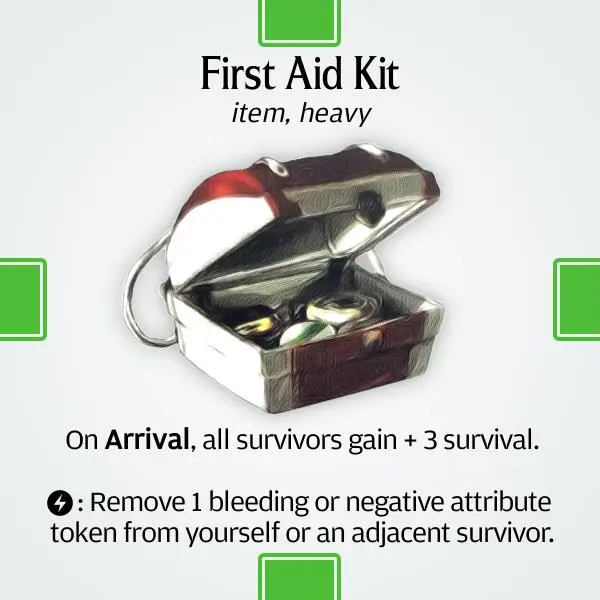 First Aid Kit
item, heavy
On Arrival, all survivors gain + 3 survival.
: Remove 1 bleeding or negative attribute
token from yourself or an adjacent survivor.